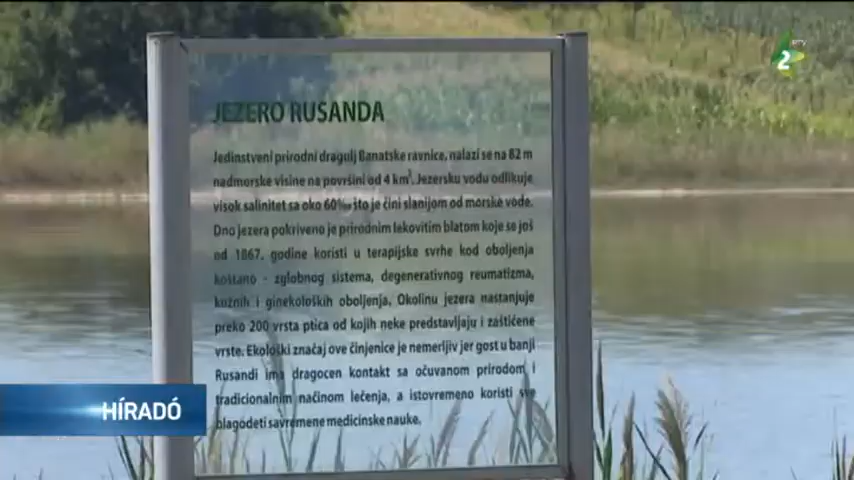 RTV
2
JEZERO RUSANDA
Jedinstveni prirodni dragulj Banatske ravnice, nalazi se na 82 m
nadmorske visine na površini od 4 km². Jezersku vodu odlikuje
visok salinitet sa oko 60‰ što je čini slanijom od morske vode.
Dno jezera pokriveno je prirodnim lekovitim blatom koje se još
od 1867. godine koristi u terapijske svrhe kod oboljenja
koštano - zglobnog sistema, degenerativnog reumatizma,
kožnih i ginekoloških oboljenja. Okolinu jezera nastanjuje
preko 200 vrsta ptica od kojih neke predstavljaju i zaštićene
vrste. Ekološki značaj ove činjenice je nemerljiv jer gost u banji
Rusandi ima dragocen kontakt sa očuvanom prirodom i
tradicionalnim načinom lečenja, a istovremeno koristi sve
blagodeti savremene medicinske nauke.
HÍRADÓ